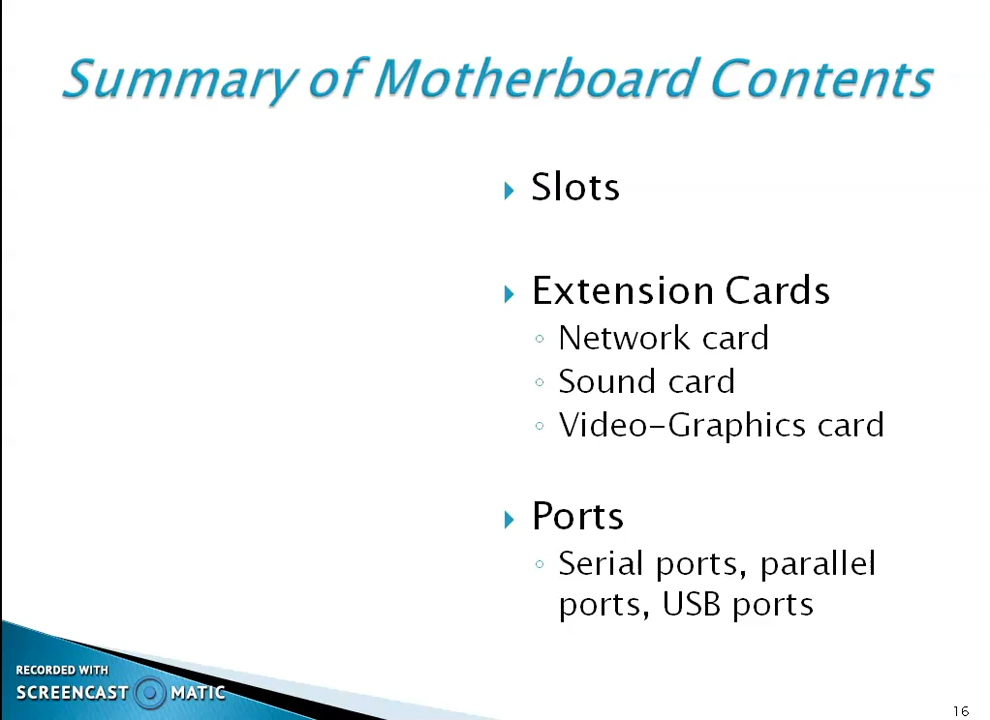 Summary of Motherboard Contents
Slots
Extension Cards
Network card
Sound card
Video-Graphics card
Ports
Serial ports, parallel
ports, USB ports
RECORDED WITH
SCREENCAST MATIC
16